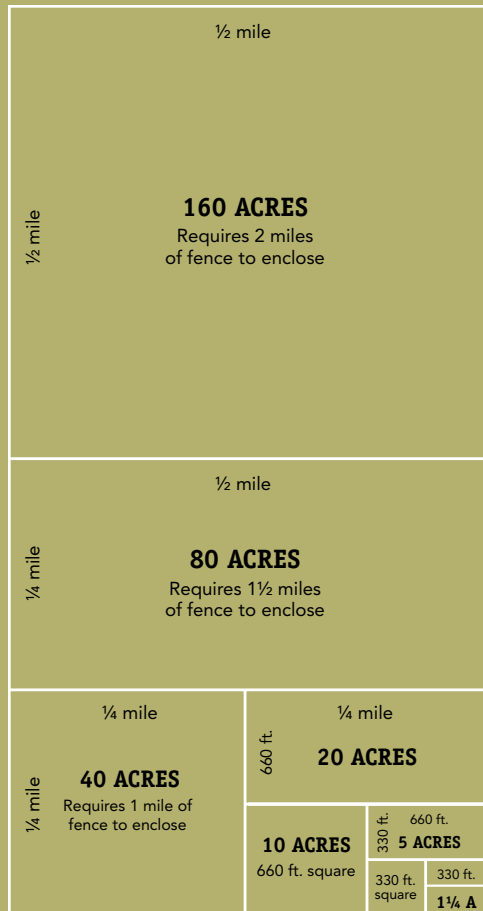 ½ mile
½ mile
160 ACRES
Requires 2 miles
of fence to enclose
½ mile
¼ mile
80 ACRES
Requires 1½ miles
of fence to enclose
¼ mile
¼ mile
40 ACRES
Requires 1 mile of
fence to enclose
¼ mile
660 ft.
20 ACRES
10 ACRES
660 ft. square
660 ft.
330 ft.
5 ACRES
330 ft.
square
330 ft.
1¼ A